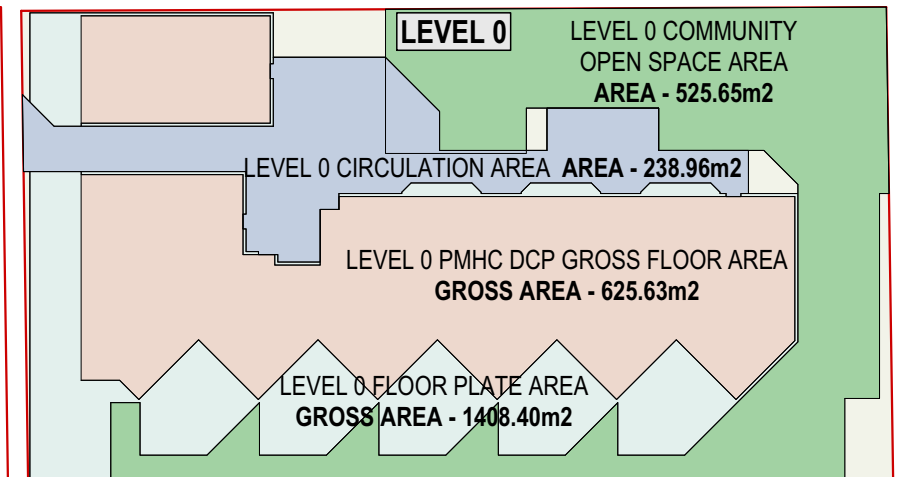 LEVEL 0
LEVEL 0 COMMUNITY
OPEN SPACE AREA
AREA - 525.65m2
LEVEL 0 CIRCULATION AREA AREA - 238.96m2
LEVEL 0 PMHC DCP GROSS FLOOR AREA
GROSS AREA - 625.63m2
LEVEL 0 FLOOR PLATE AREA
GROSS AREA - 1408.40m2